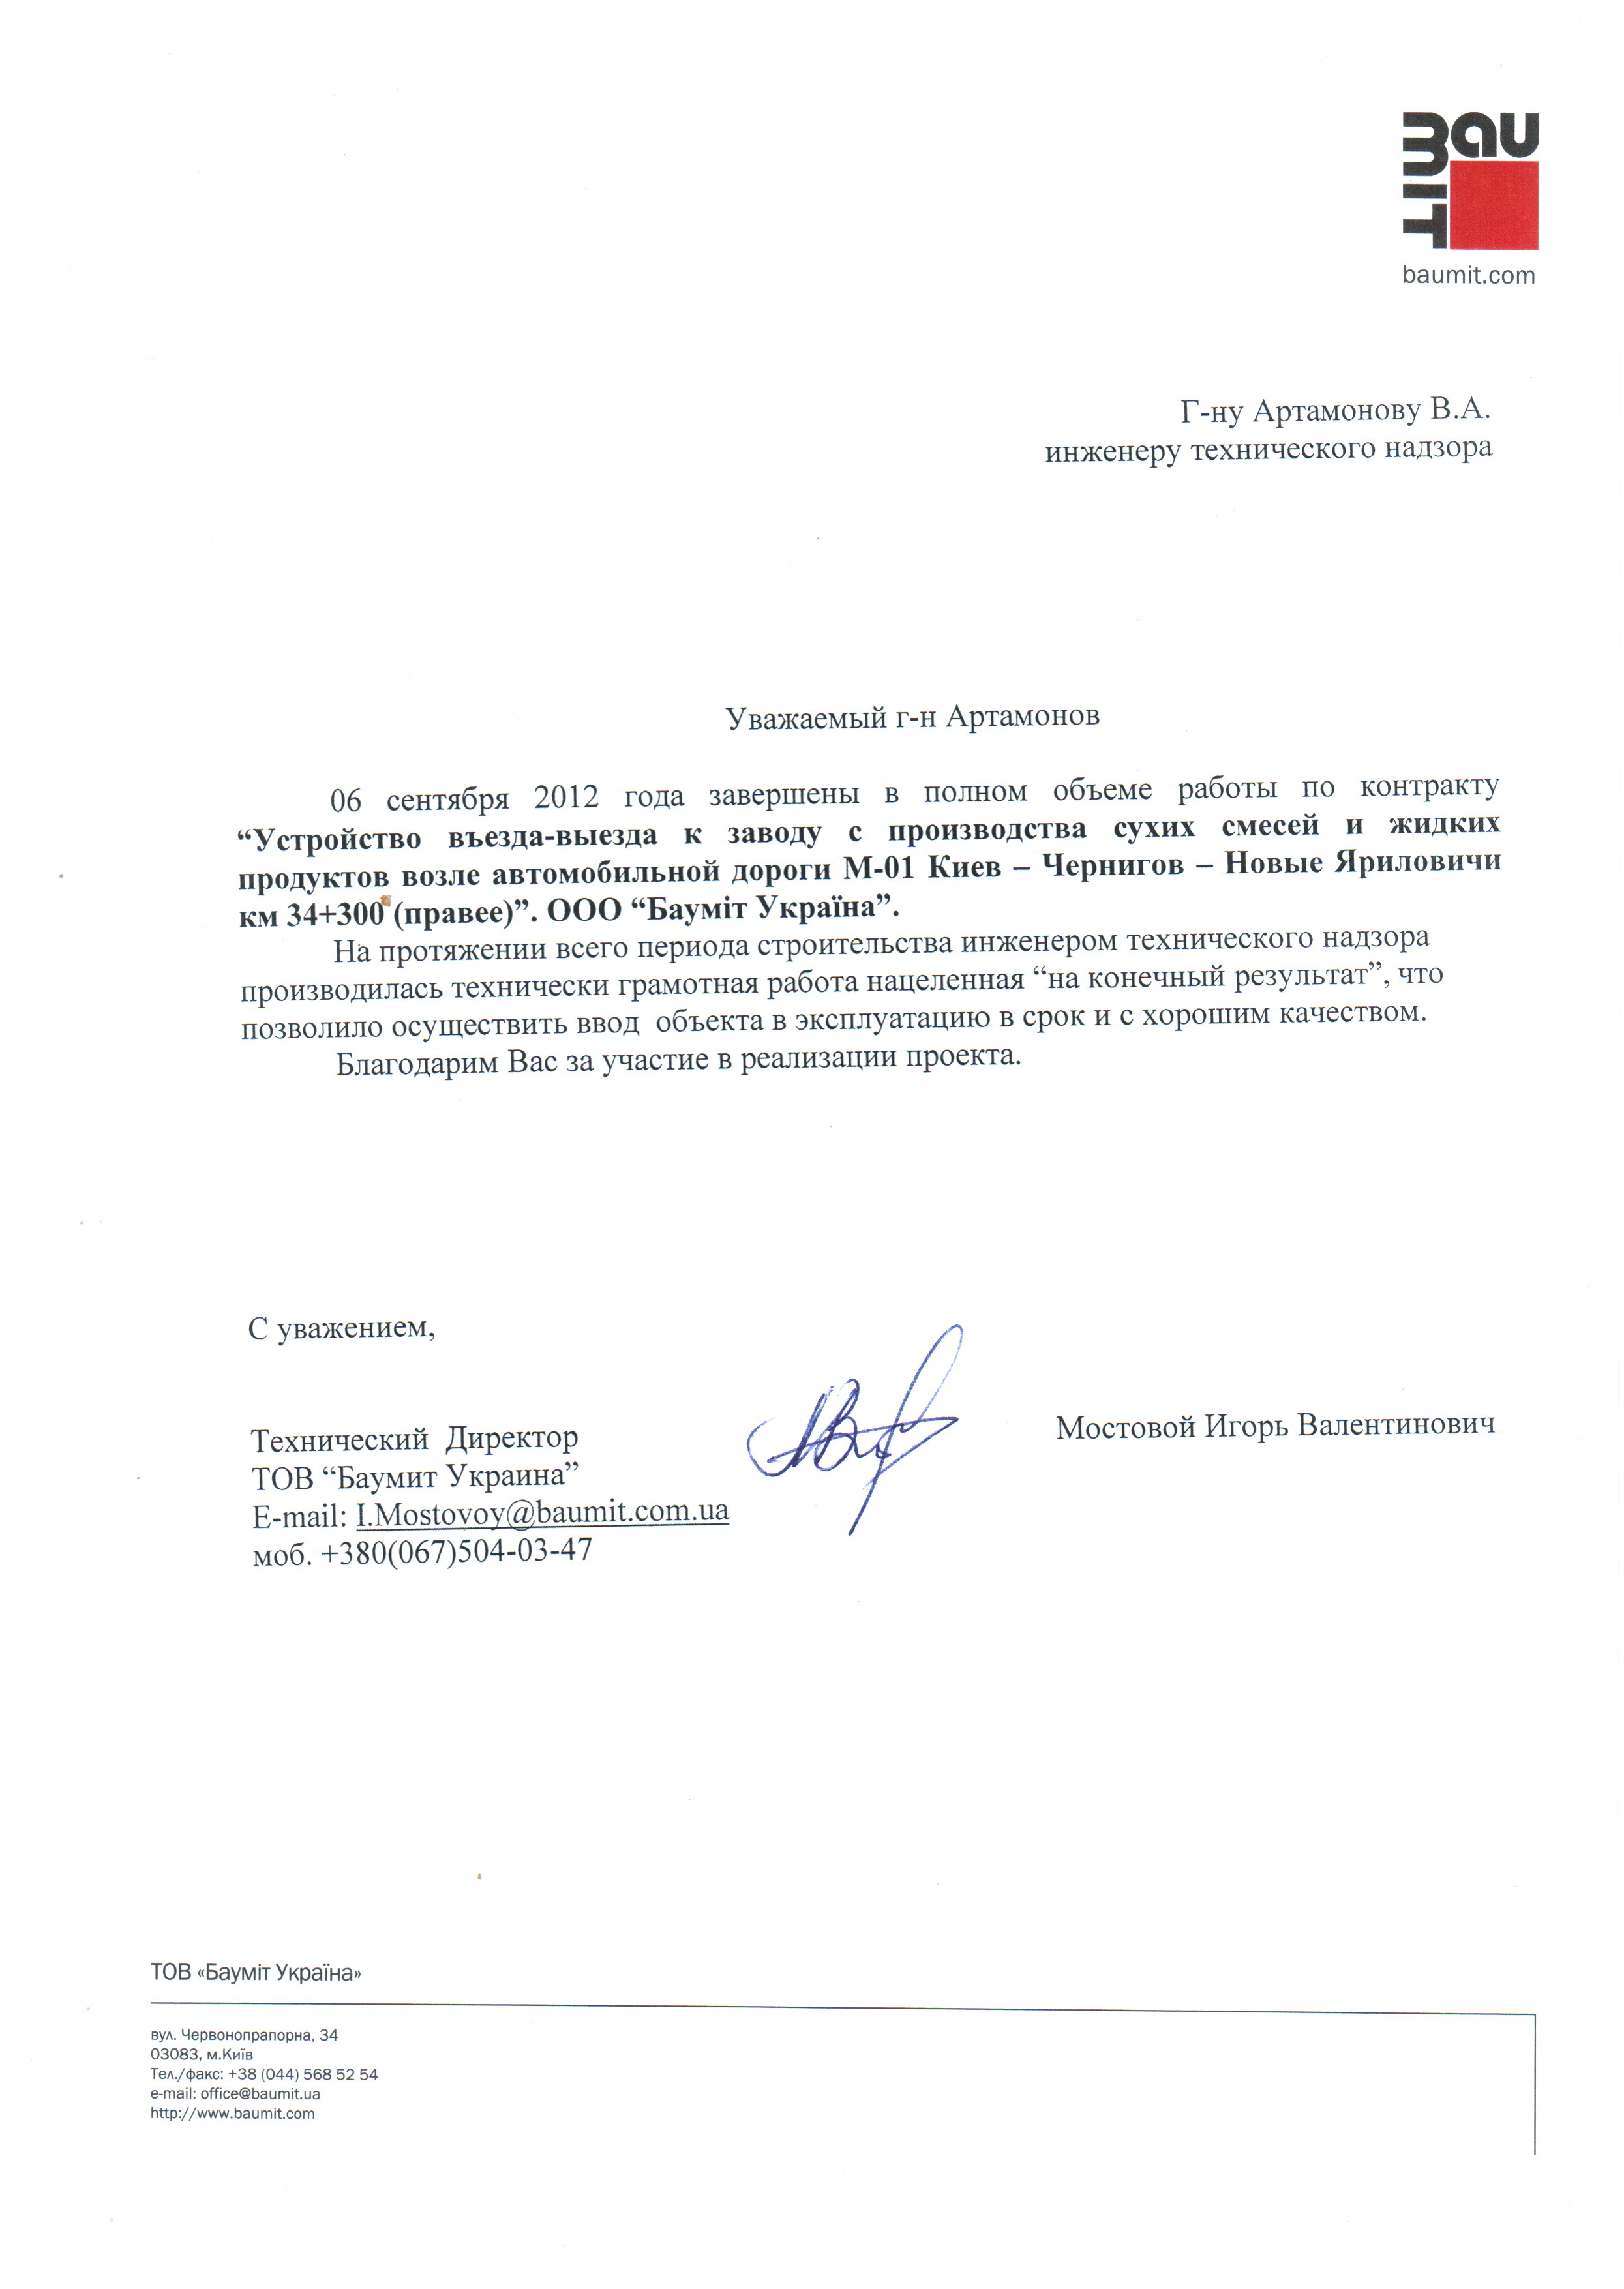 Bau
mit
baumit.com
Г-ну Артамонову В.А.
инженеру технического надзора
Уважаемый г-н Артамонов
06 сентября 2012 года завершены в полном объеме работы по контракту
“Устройство въезда-выезда к заводу с производства сухих смесей и жидких
продуктов возле автомобильной дороги М-01 Киев – Чернигов – Новые Яриловичи
км 34+300 (правее)”. ООО “Бауміт Україна”.
На протяжении всего периода строительства инженером технического надзора
производилась технически грамотная работа нацеленная “на конечный результат”, что
позволило осуществить ввод объекта в эксплуатацию в срок и с хорошим качеством.
Благодарим Вас за участие в реализации проекта.
С уважением,
Технический Директор
Мостовой Игорь Валентинович
ТОВ “Баумит Украина”
E-mail: I.Mostovoy@baumit.com.ua
моб. +380(067)504-03-47
ТОВ «Бауміт Україна»
вул. Червонопрапорна, 34
03083, м.Київ
Тел./факс: +38 (044) 568 52 54
e-mail: office@baumit.ua
http://www.baumit.com